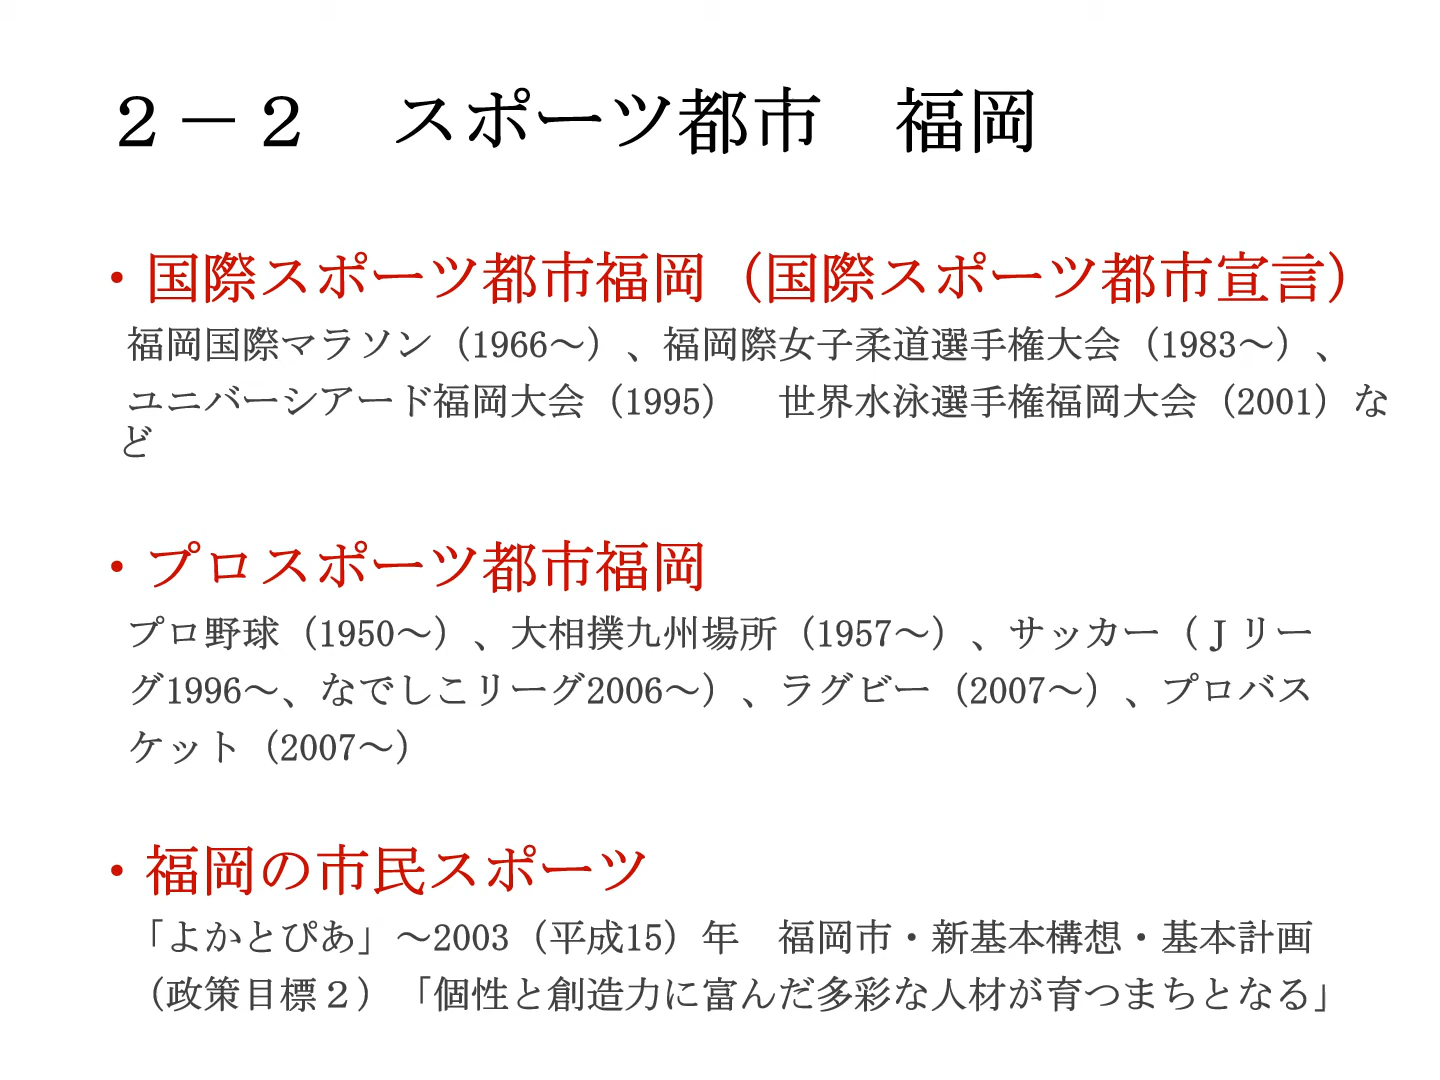 ２－２　スポーツ都市　福岡
・国際スポーツ都市福岡（国際スポーツ都市宣言）
福岡国際マラソン（1966～）、福岡際女子柔道選手権大会（1983～）、
ユニバーシアード福岡大会（1995）　世界水泳選手権福岡大会（2001）な
ど
・プロスポーツ都市福岡
プロ野球（1950～）、大相撲九州場所（1957～）、サッカー（Ｊリー
グ1996～、なでしこリーグ2006～）、ラグビー（2007～）、プロバス
ケット（2007～）
・福岡の市民スポーツ
「よかとぴあ」～2003（平成15）年　福岡市・新基本構想・基本計画
（政策目標２）「個性と創造力に富んだ多彩な人材が育つまちとなる」